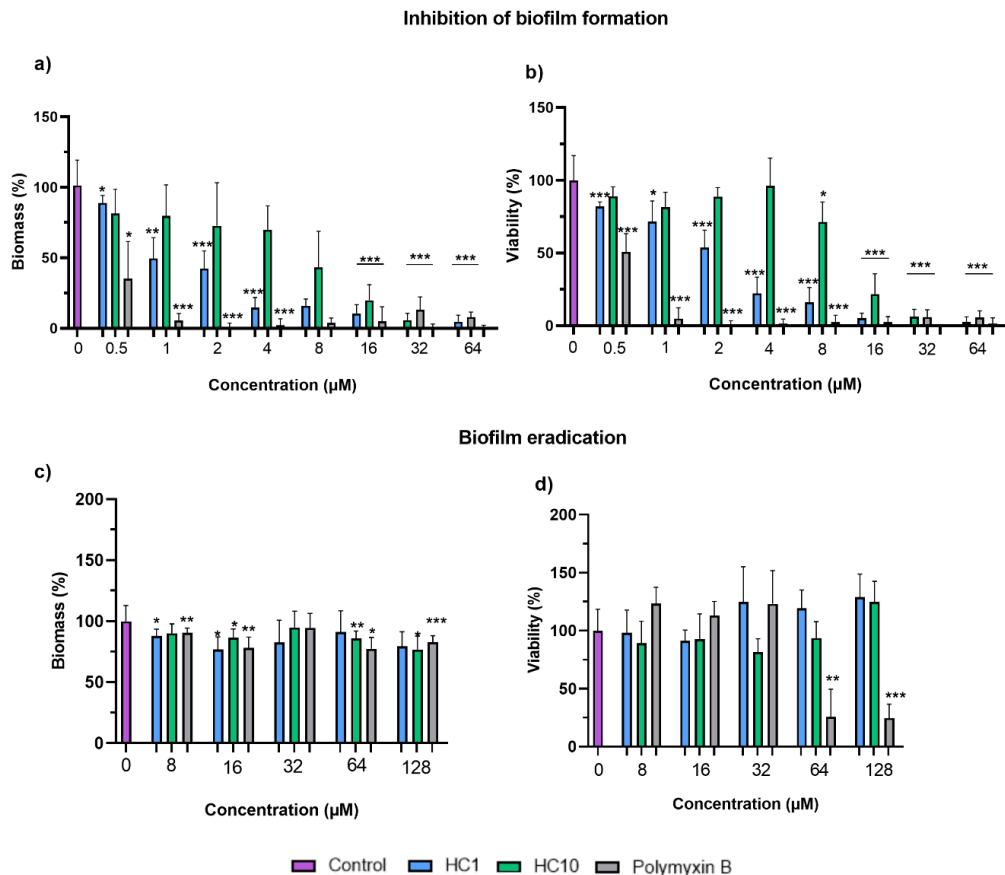 Inhibition of biofilm formation
a)
Biomass (%)
150
100
50
0
* * ** *** *** *** *** *** *** *** ***
0 0.5 1 2 4 8 16 32 64
Concentration (µM)
b)
Viability (%)
150
100
50
0
*** *** * *** *** *** *** *** *** * *** *** *** ***
0 0.5 1 2 4 8 16 32 64
Concentration (µM)
Biofilm eradication
c)
Biomass (%)
200
150
100
50
0
* ** * * ** ** * * ***
0 8 16 32 64 128
Concentration (µM)
d)
Viability (%)
200
150
100
50
0
** ***
0 8 16 32 64 128
Concentration (µM)
Control HC1 HC10 Polymyxin B